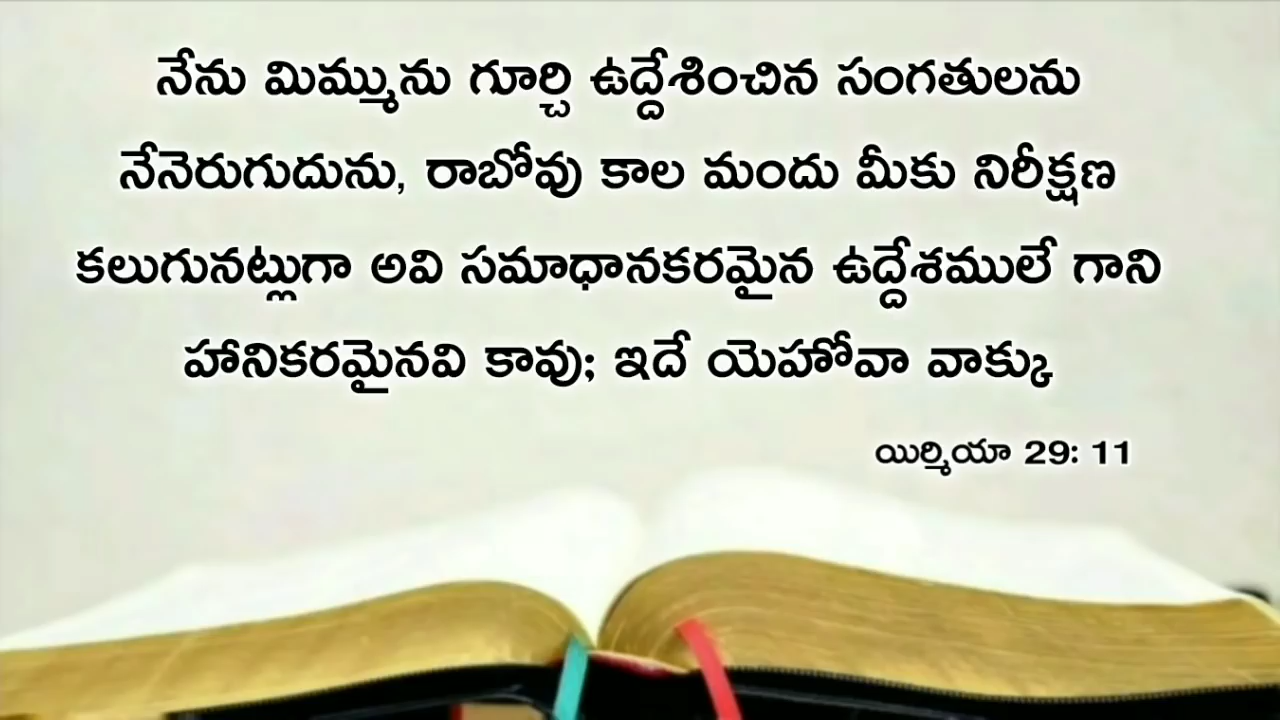 నేను మిమ్మును గూర్చి ఉద్దేశించిన సంగతులను
నేనెరుగుదును, రాబోవు కాల మందు మీకు నిరీక్షణ
కలుగునట్లుగా అవి సమాధానకరమైన ఉద్దేశములే గాని
హానికరమైనవి కావు; ఇదే యెహోవా వాక్కు
యిర్మియా 29: 11